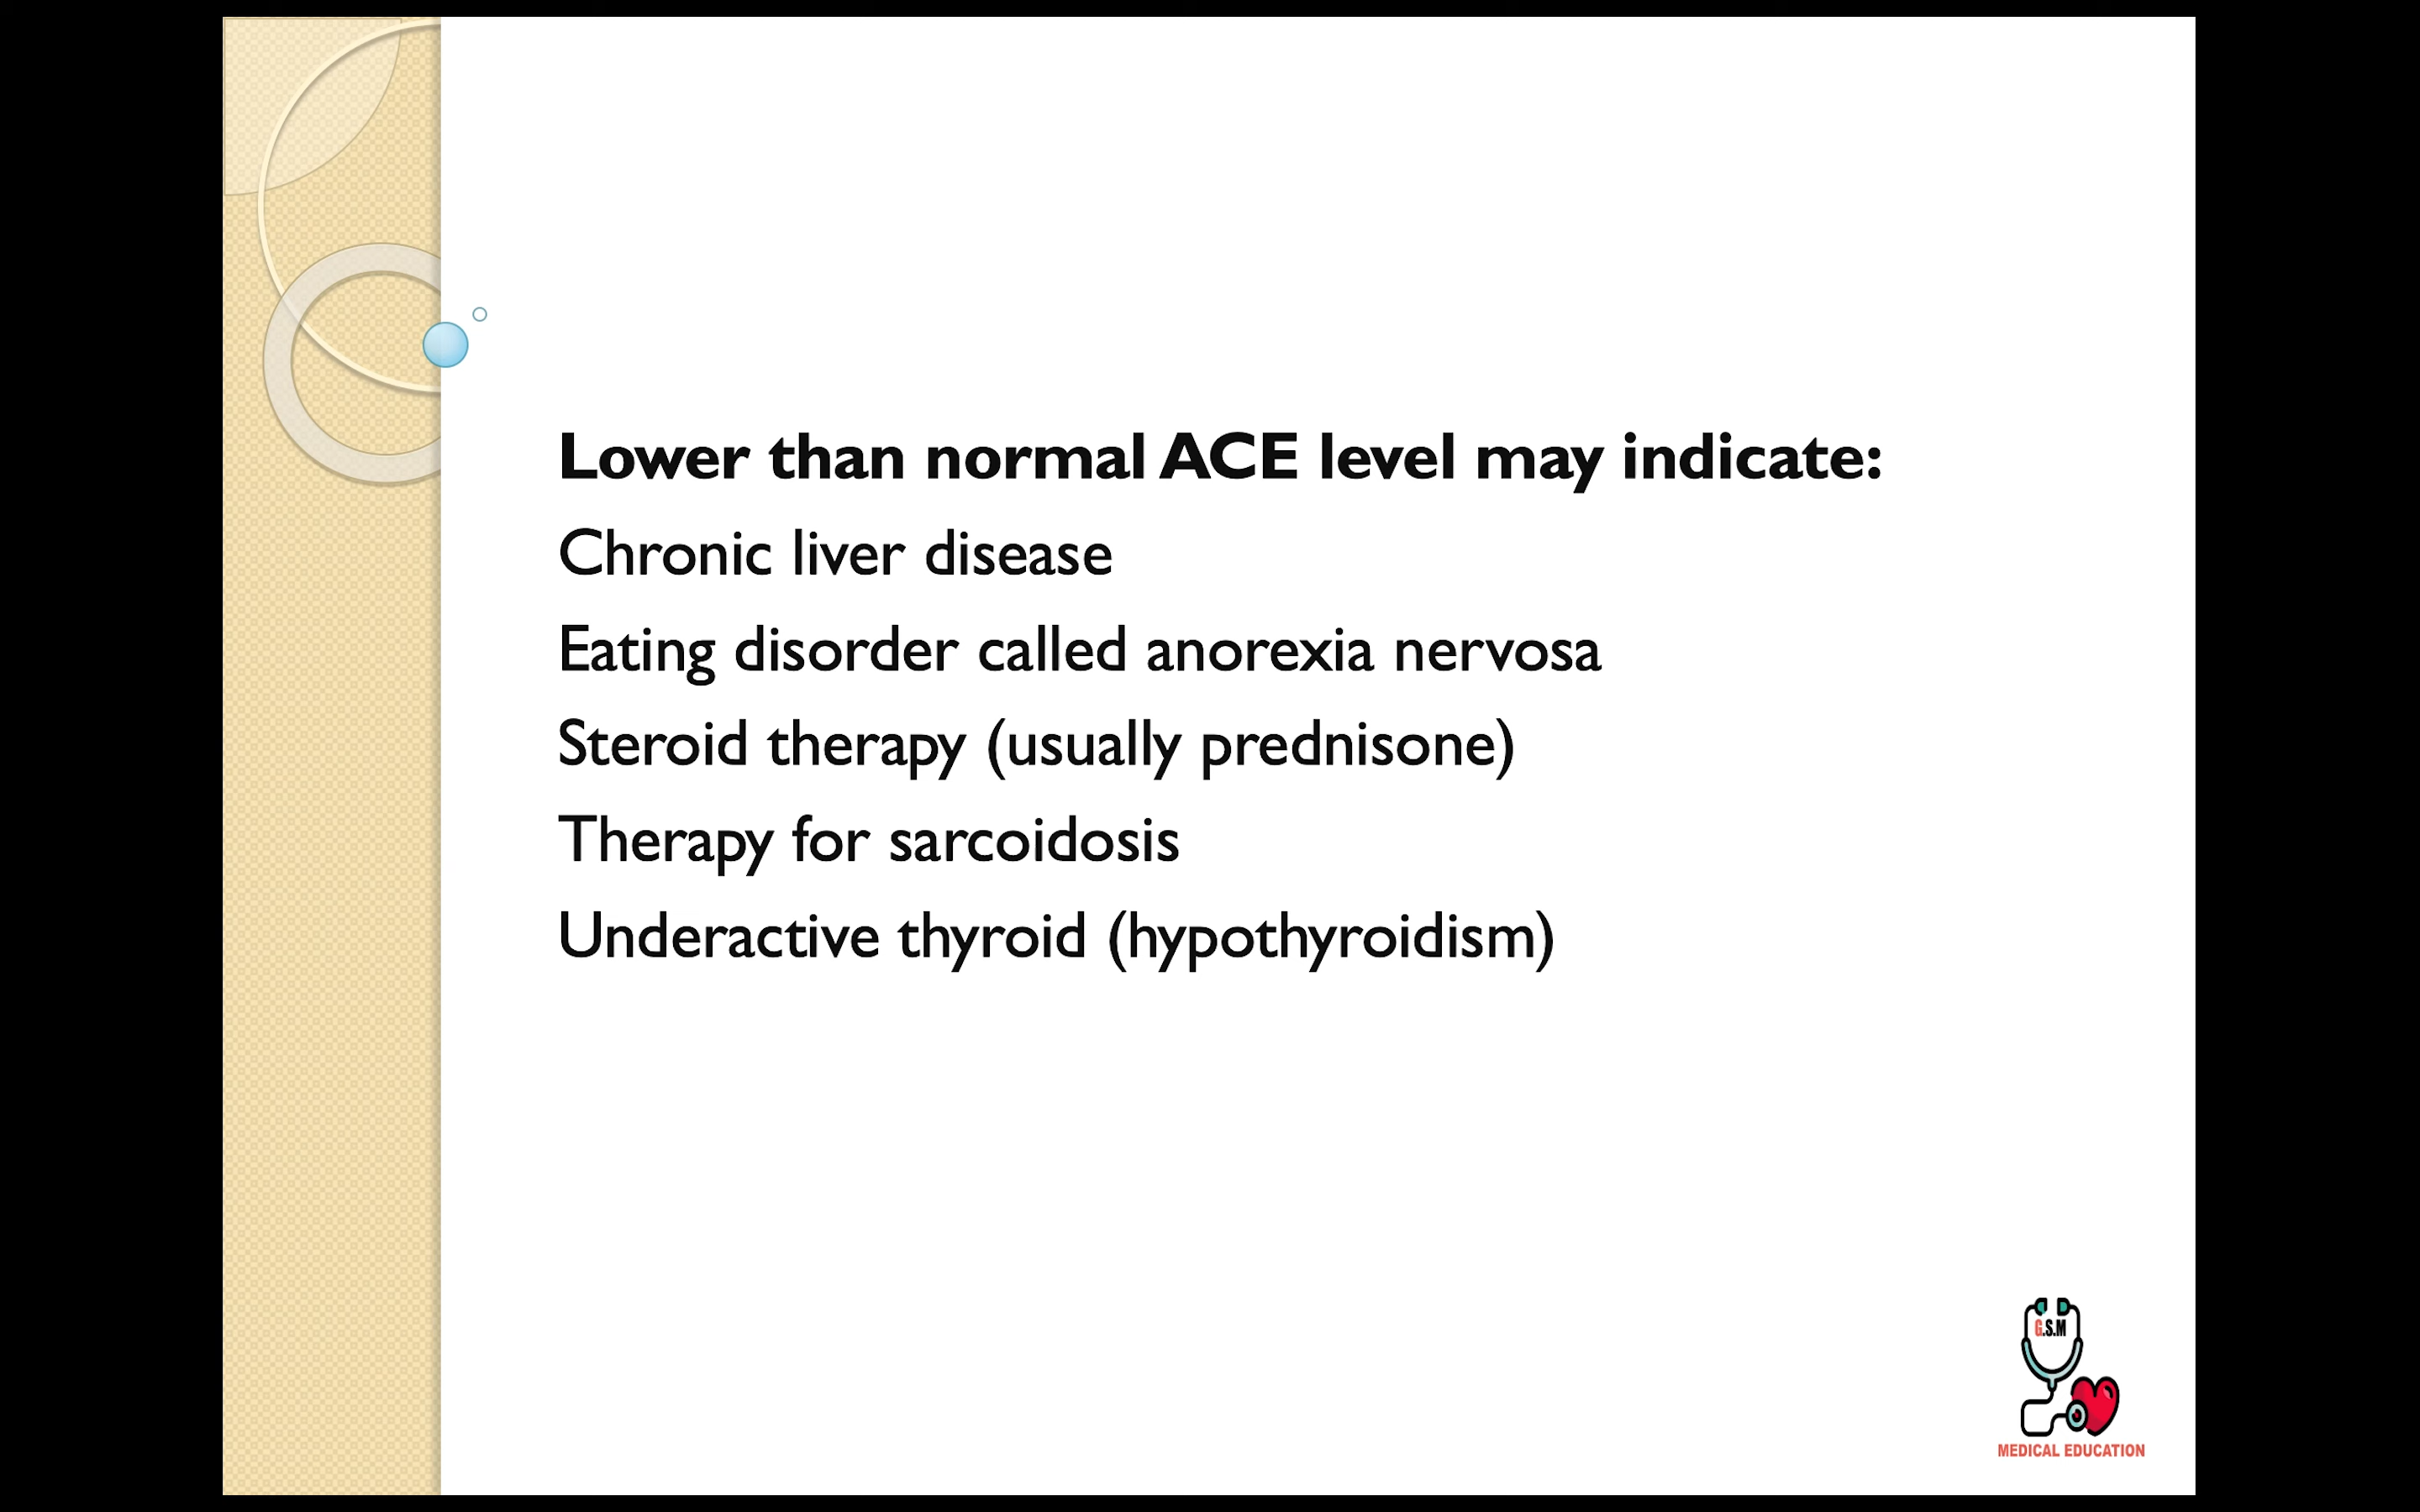 Lower than normal ACE level may indicate:
Chronic liver disease
Eating disorder called anorexia nervosa
Steroid therapy (usually prednisone)
Therapy for sarcoidosis
Underactive thyroid (hypothyroidism)
G.S.M
MEDICAL EDUCATION